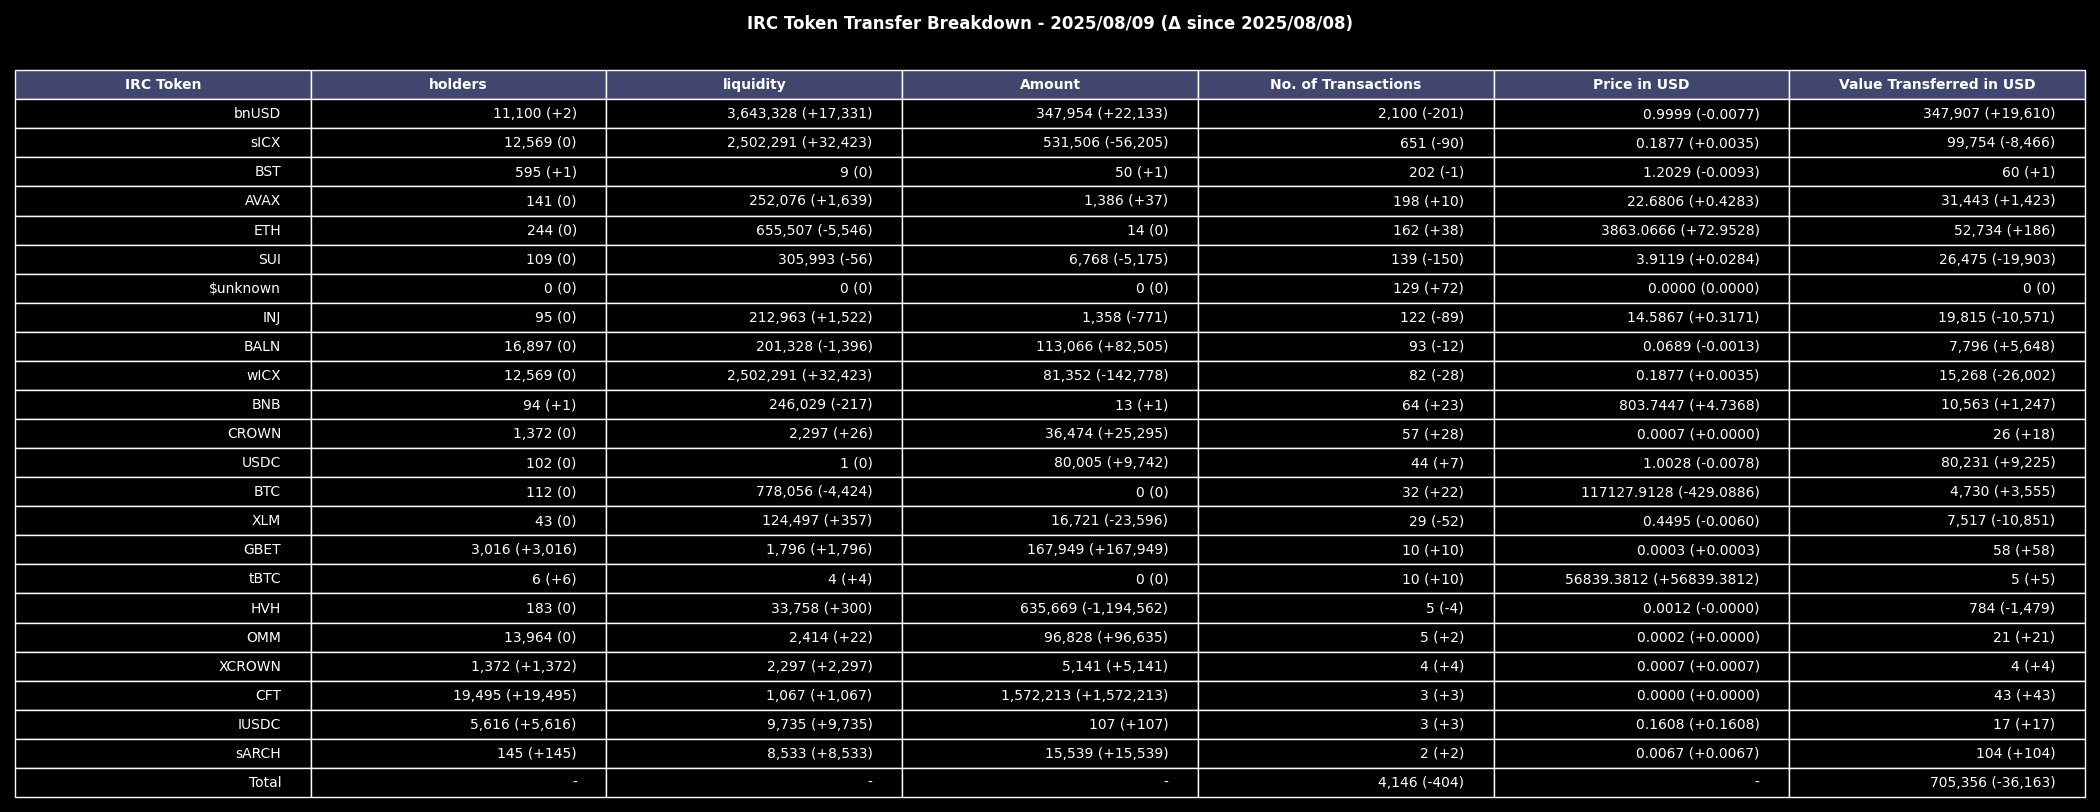 IRC Token Transfer Breakdown - 2025/08/09 (Δ since 2025/08/08)
IRC Token holders liquidity Amount No. of Transactions Price in USD Value Transferred in USD
bnUSD 11,100 (+2) 3,643,328 (+17,331) 347,954 (+22,133) 2,100 (-201) 0.9999 (-0.0077) 347,907 (+19,610)
sICX 12,569 (0) 2,502,291 (+32,423) 531,506 (-56,205) 651 (-90) 0.1877 (+0.0035) 99,754 (-8,466)
BST 595 (+1) 9 (0) 50 (+1) 202 (-1) 1.2029 (-0.0093) 60 (+1)
AVAX 141 (0) 252,076 (+1,639) 1,386 (+37) 198 (+10) 22.6806 (+0.4283) 31,443 (+1,423)
ETH 244 (0) 655,507 (-5,546) 14 (0) 162 (+38) 3863.0666 (+72.9528) 52,734 (+186)
SUI 109 (0) 305,993 (-56) 6,768 (-5,175) 139 (-150) 3.9119 (+0.0284) 26,475 (-19,903)
$unknown 0 (0) 0 (0) 0 (0) 129 (+72) 0.0000 (0.0000) 0 (0)
INJ 95 (0) 212,963 (+1,522) 1,358 (-771) 122 (-89) 14.5867 (+0.3171) 19,815 (-10,571)
BALN 16,897 (0) 201,328 (-1,396) 113,066 (+82,505) 93 (-12) 0.0689 (-0.0013) 7,796 (+5,648)
wICX 12,569 (0) 2,502,291 (+32,423) 81,352 (-142,778) 82 (-28) 0.1877 (+0.0035) 15,268 (-26,002)
BNB 94 (+1) 246,029 (-217) 13 (+1) 64 (+23) 803.7447 (+4.7368) 10,563 (+1,247)
CROWN 1,372 (0) 2,297 (+26) 36,474 (+25,295) 57 (+28) 0.0007 (+0.0000) 26 (+18)
USDC 102 (0) 1 (0) 80,005 (+9,742) 44 (+7) 1.0028 (-0.0078) 80,231 (+9,225)
BTC 112 (0) 778,056 (-4,424) 0 (0) 32 (+22) 117127.9128 (-429.0886) 4,730 (+3,555)
XLM 43 (0) 124,497 (+357) 16,721 (-23,596) 29 (-52) 0.4495 (-0.0060) 7,517 (-10,851)
GBET 3,016 (+3,016) 1,796 (+1,796) 167,949 (+167,949) 10 (+10) 0.0003 (+0.0003) 58 (+58)
tBTC 6 (+6) 4 (+4) 0 (0) 10 (+10) 56839.3812 (+56839.3812) 5 (+5)
HVH 183 (0) 33,758 (+300) 635,669 (-1,194,562) 5 (-4) 0.0012 (-0.0000) 784 (-1,479)
OMM 13,964 (0) 2,414 (+22) 96,828 (+96,635) 5 (+2) 0.0002 (+0.0000) 21 (+21)
XCROWN 1,372 (+1,372) 2,297 (+2,297) 5,141 (+5,141) 4 (+4) 0.0007 (+0.0007) 4 (+4)
CFT 19,495 (+19,495) 1,067 (+1,067) 1,572,213 (+1,572,213) 3 (+3) 0.0000 (+0.0000) 43 (+43)
IUSDC 5,616 (+5,616) 9,735 (+9,735) 107 (+107) 3 (+3) 0.1608 (+0.1608) 17 (+17)
sARCH 145 (+145) 8,533 (+8,533) 15,539 (+15,539) 2 (+2) 0.0067 (+0.0067) 104 (+104)
Total - - - 4,146 (-404) - 705,356 (-36,163)